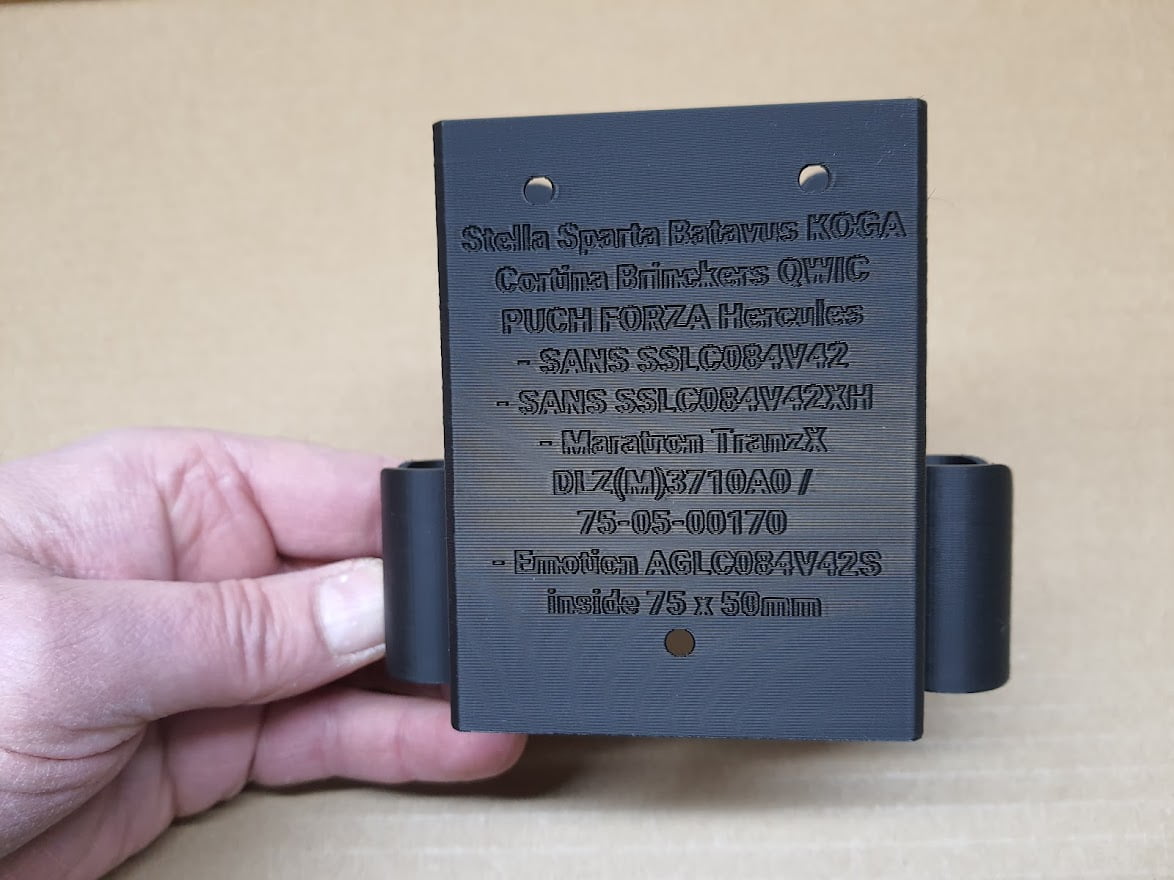 Stella Sparta Batavus KOGA
Cortina Brinckers QWIC
PUCH FORZA Hercules
- SANS SSLC084V42
- SANS SSLC084V42XH
- Maratron TranzX
DLZ(M)3710A0 /
75-05-00170
- Emotion AGLC084V42S
inside 75 x 50mm